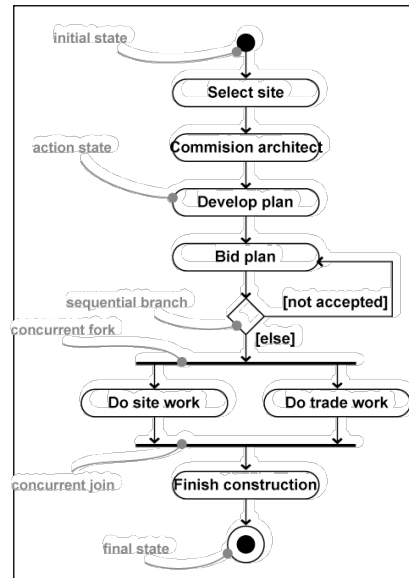 initial state
Select site
action state
Commision architect
Develop plan
Bid plan
sequential branch
[not accepted]
concurrent fork
[else]
Do site work
Do trade work
concurrent join
Finish construction
final state